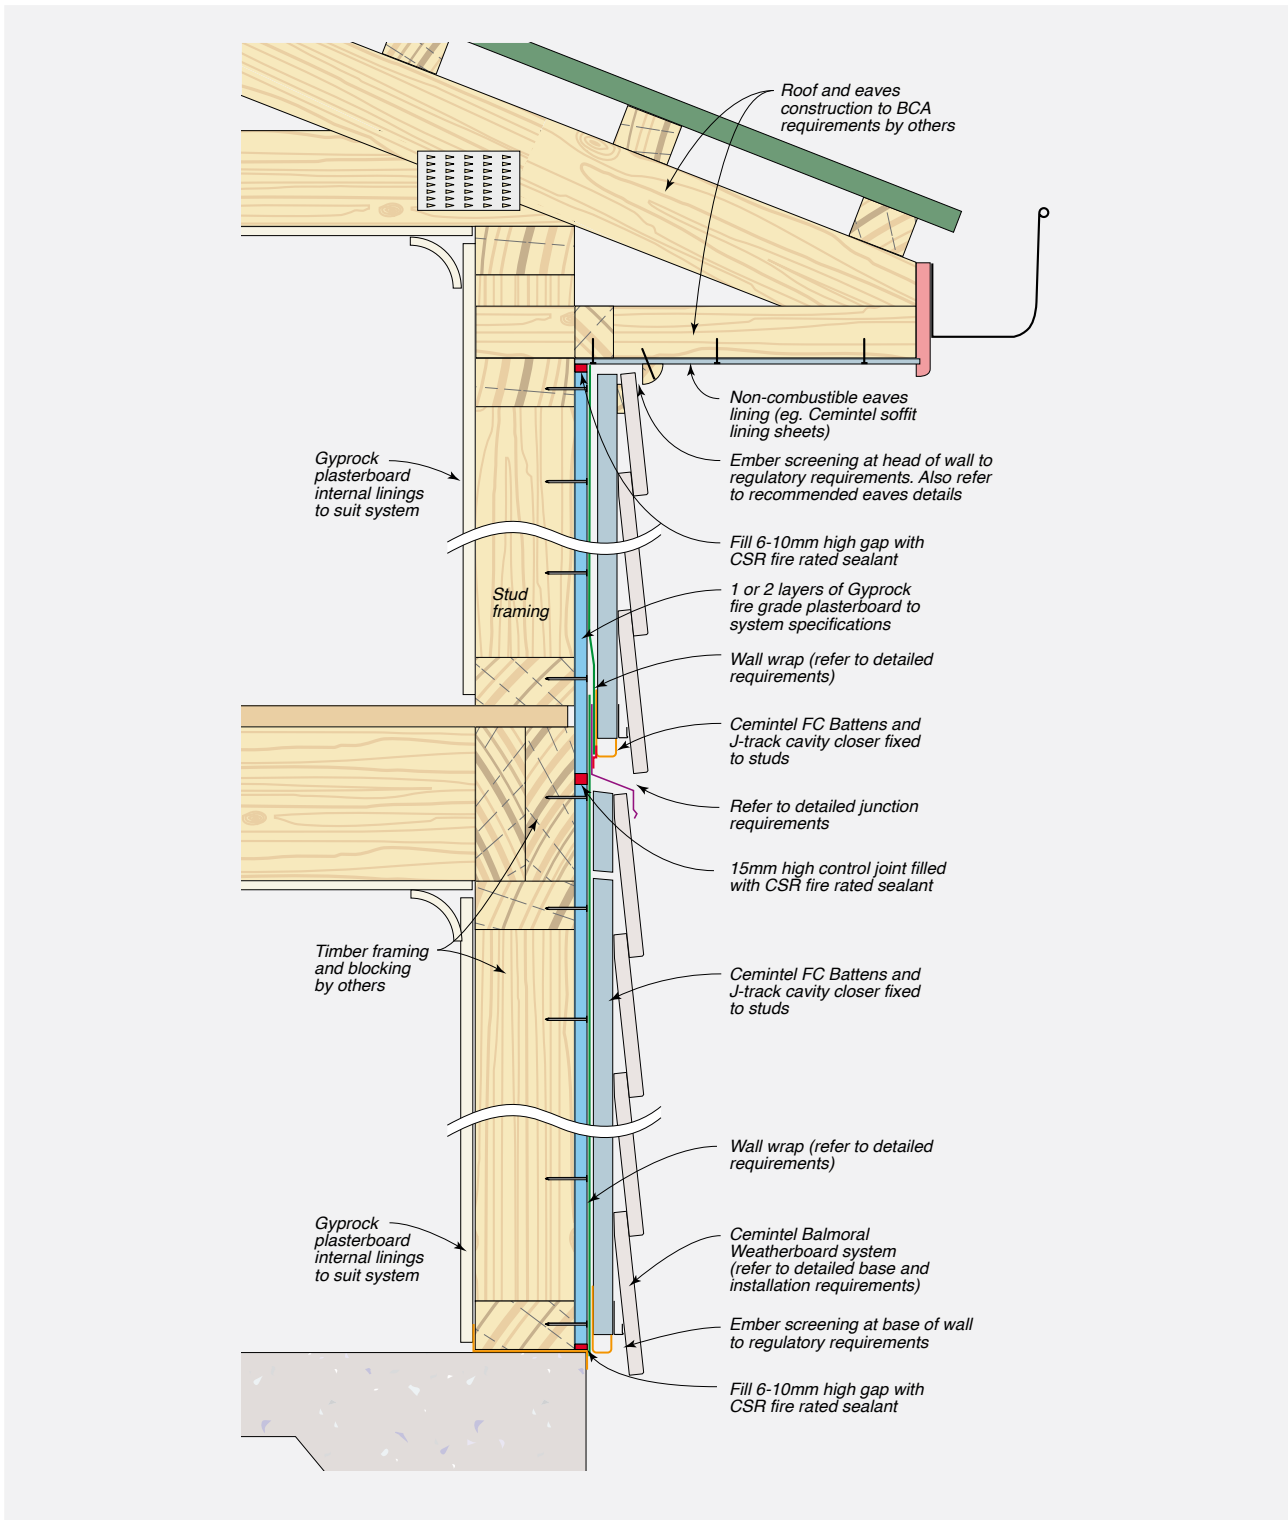 Roof and eaves
construction to BCA
requirements by others
Non-combustible eaves
lining (eg. Cemintel soffit
lining sheets)
Gyprock
plasterboard
internal linings
to suit system
Ember screening at head of wall to
regulatory requirements. Also refer
to recommended eaves details
Fill 6-10mm high gap with
CSR fire rated sealant
Stud
framing
1 or 2 layers of Gyprock
fire grade plasterboard to
system specifications
Wall wrap (refer to detailed
requirements)
Cemintel FC Battens and
J-track cavity closer fixed
to studs
Refer to detailed junction
requirements
15mm high control joint filled
with CSR fire rated sealant
Timber framing
and blocking
by others
Cemintel FC Battens and
J-track cavity closer fixed
to studs
Wall wrap (refer to detailed
requirements)
Gyprock
plasterboard
internal linings
to suit system
Cemintel Balmoral
Weatherboard system
(refer to detailed base and
installation requirements)
Ember screening at base of wall
to regulatory requirements
Fill 6-10mm high gap with
CSR fire rated sealant